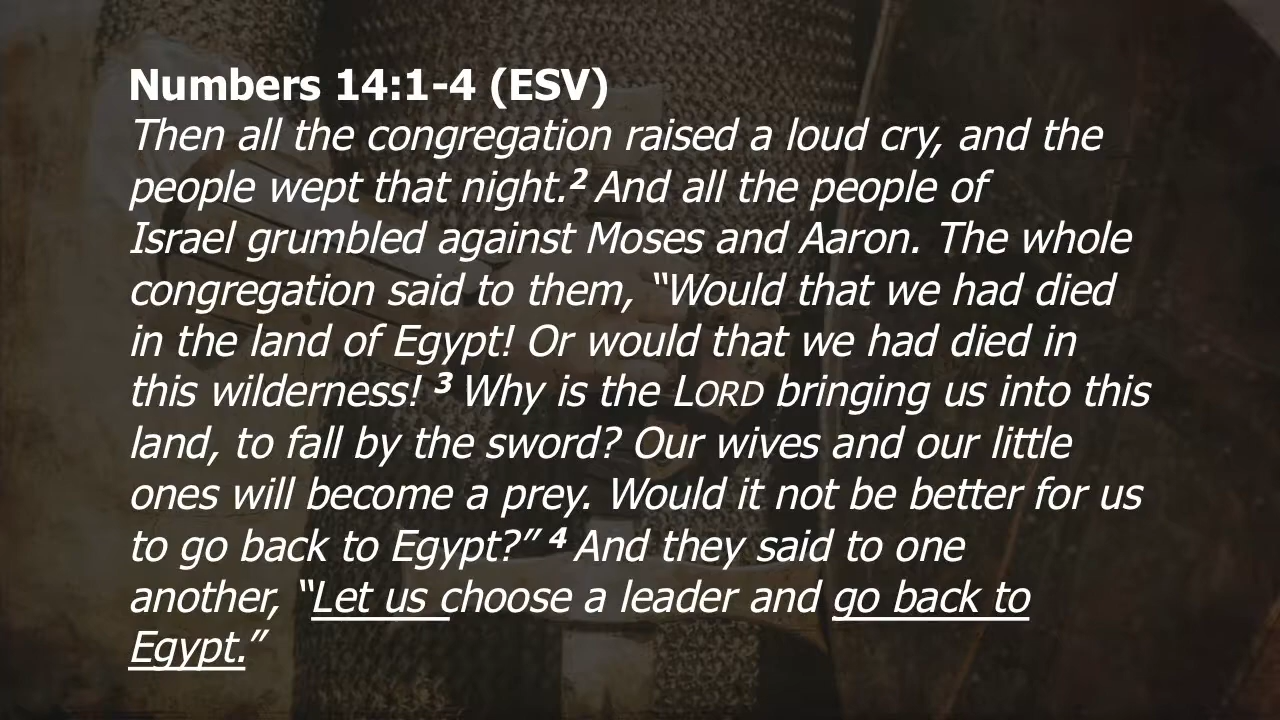 Numbers 14:1-4 (ESV)
Then all the congregation raised a loud cry, and the
people wept that night.2 And all the people of
Israel grumbled against Moses and Aaron. The whole
congregation said to them, “Would that we had died
in the land of Egypt! Or would that we had died in
this wilderness! 3 Why is the LORD bringing us into this
land, to fall by the sword? Our wives and our little
ones will become a prey. Would it not be better for us
to go back to Egypt?” 4 And they said to one
another, “Let us choose a leader and go back to
Egypt.”